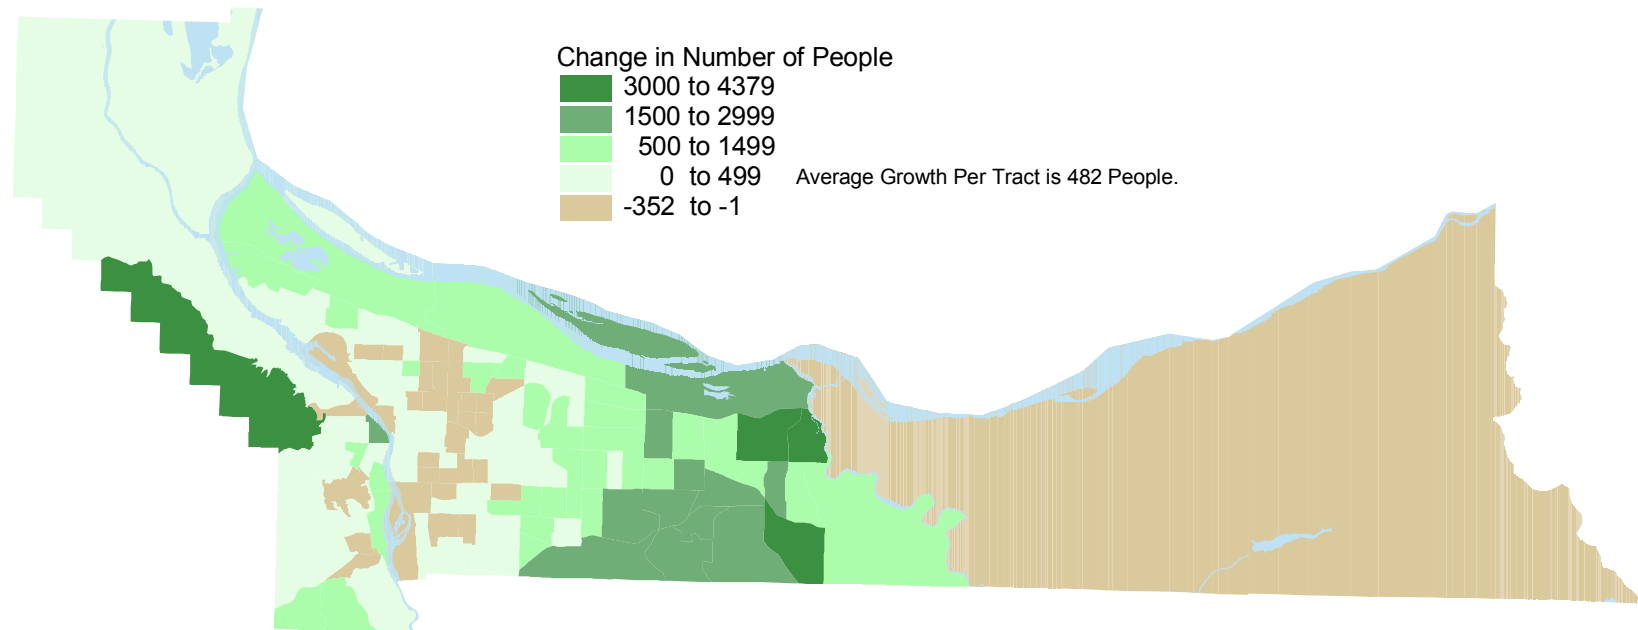 Change in Number of People
3000 to 4379
1500 to 2999
500 to 1499
0 to 499 Average Growth Per Tract is 482 People.
-352 to -1